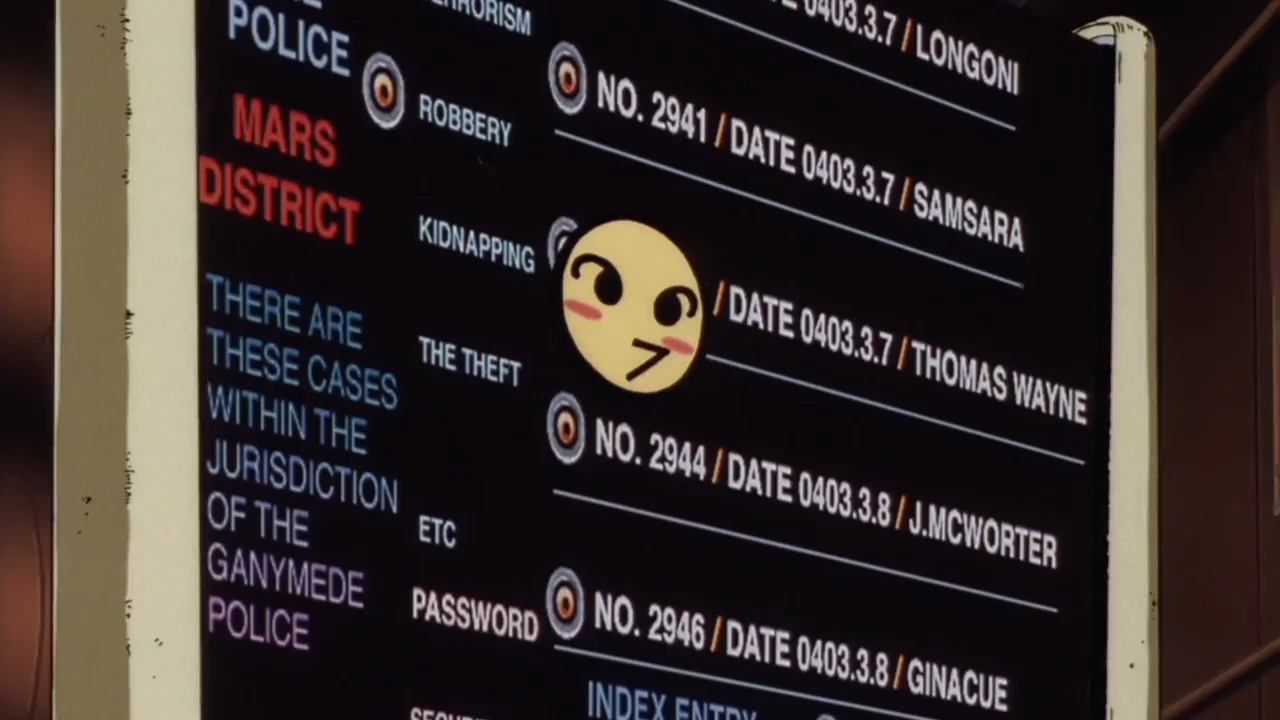 POLICE
MARS
DISTRICT
THERE ARE
THESE CASES
WITHIN THE
JURISDICTION
OF THE
GANYMEDE
POLICE
ROBBERY
KIDNAPPING
THE THEFT
ETC
PASSWORD
0403.3.7 / LONGONI
NO. 2941 / DATE 0403.3.7 / SAMSARA
/ DATE 0403.3.7 / THOMAS WAYNE
NO. 2944 / DATE 0403.3.8 / J.MCWORTER
NO. 2946 / DATE 0403.3.8 / GINACUE
INDEX ENTRY